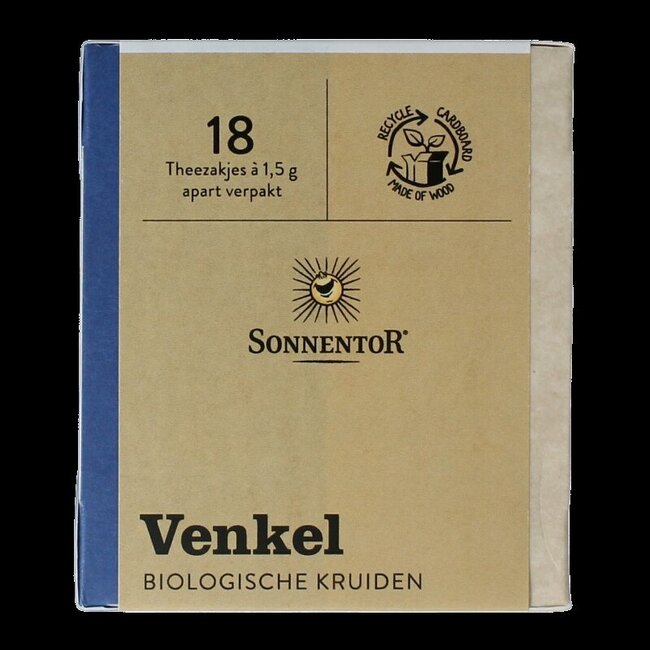 18
Theezakjes à 1,5 g
apart verpakt
RECYCLE CARDBOARD
MADE OF WOOD
SONNENTOR®
Venkel
BIOLOGISCHE KRUIDEN